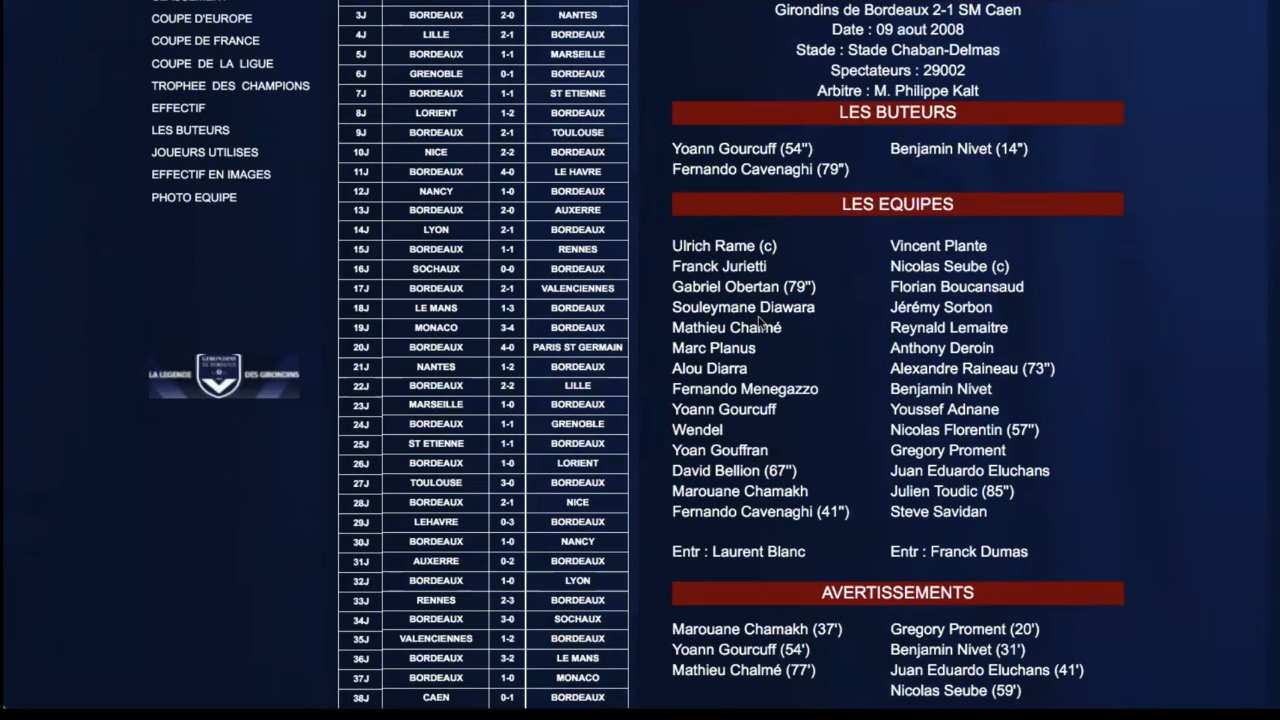 COUPE D'EUROPE
COUPE DE FRANCE
COUPE DE LA LIGUE
TROPHEE DES CHAMPIONS
EFFECTIF
LES BUTEURS
JOUEURS UTILISES
EFFECTIF EN IMAGES
PHOTO EQUIPE
LA LEGENDE GIRONDINS DE BORDEAUX DES GIRONDINS
3J BORDEAUX 2-0 NANTES
4J LILLE 2-1 BORDEAUX
5J BORDEAUX 1-1 MARSEILLE
6J GRENOBLE 0-1 BORDEAUX
7J BORDEAUX 1-1 ST ETIENNE
8J LORIENT 1-2 BORDEAUX
9J BORDEAUX 2-1 TOULOUSE
10J NICE 2-2 BORDEAUX
11J BORDEAUX 4-0 LE HAVRE
12J NANCY 1-0 BORDEAUX
13J BORDEAUX 2-0 AUXERRE
14J LYON 2-1 BORDEAUX
15J BORDEAUX 1-1 RENNES
16J SOCHAUX 0-0 BORDEAUX
17J BORDEAUX 2-1 VALENCIENNES
18J LE MANS 1-3 BORDEAUX
19J MONACO 3-4 BORDEAUX
20J BORDEAUX 4-0 PARIS ST GERMAIN
21J NANTES 1-2 BORDEAUX
22J BORDEAUX 2-2 LILLE
23J MARSEILLE 1-0 BORDEAUX
24J BORDEAUX 1-1 GRENOBLE
25J ST ETIENNE 1-1 BORDEAUX
26J BORDEAUX 1-0 LORIENT
27J TOULOUSE 3-0 BORDEAUX
28J BORDEAUX 2-1 NICE
29J LEHAVRE 0-3 BORDEAUX
30J BORDEAUX 1-0 NANCY
31J AUXERRE 0-2 BORDEAUX
32J BORDEAUX 1-0 LYON
33J RENNES 2-3 BORDEAUX
34J BORDEAUX 3-0 SOCHAUX
35J VALENCIENNES 1-2 BORDEAUX
36J BORDEAUX 3-2 LE MANS
37J BORDEAUX 1-0 MONACO
38J CAEN 0-1 BORDEAUX
Girondins de Bordeaux 2-1 SM Caen
Date : 09 aout 2008
Stade : Stade Chaban-Delmas
Spectateurs : 29002
Arbitre : M. Philippe Kalt
LES BUTEURS
Yoann Gourcuff (54") Benjamin Nivet (14")
Fernando Cavenaghi (79")
LES EQUIPES
Ulrich Rame (c) Vincent Plante
Franck Jurietti Nicolas Seube (c)
Gabriel Obertan (79") Florian Boucansaud
Souleymane Diawara Jérémy Sorbon
Mathieu Chalmé Reynald Lemaitre
Marc Planus Anthony Deroin
Alou Diarra Alexandre Raineau (73")
Fernando Menegazzo Benjamin Nivet
Yoann Gourcuff Youssef Adnane
Wendel Nicolas Florentin (57")
Yoan Gouffran Gregory Proment
David Bellion (67") Juan Eduardo Eluchans
Marouane Chamakh Julien Toudic (85")
Fernando Cavenaghi (41") Steve Savidan
Entr : Laurent Blanc Entr : Franck Dumas
AVERTISSEMENTS
Marouane Chamakh (37') Gregory Proment (20')
Yoann Gourcuff (54') Benjamin Nivet (31')
Mathieu Chalmé (77') Juan Eduardo Eluchans (41')
Nicolas Seube (59')